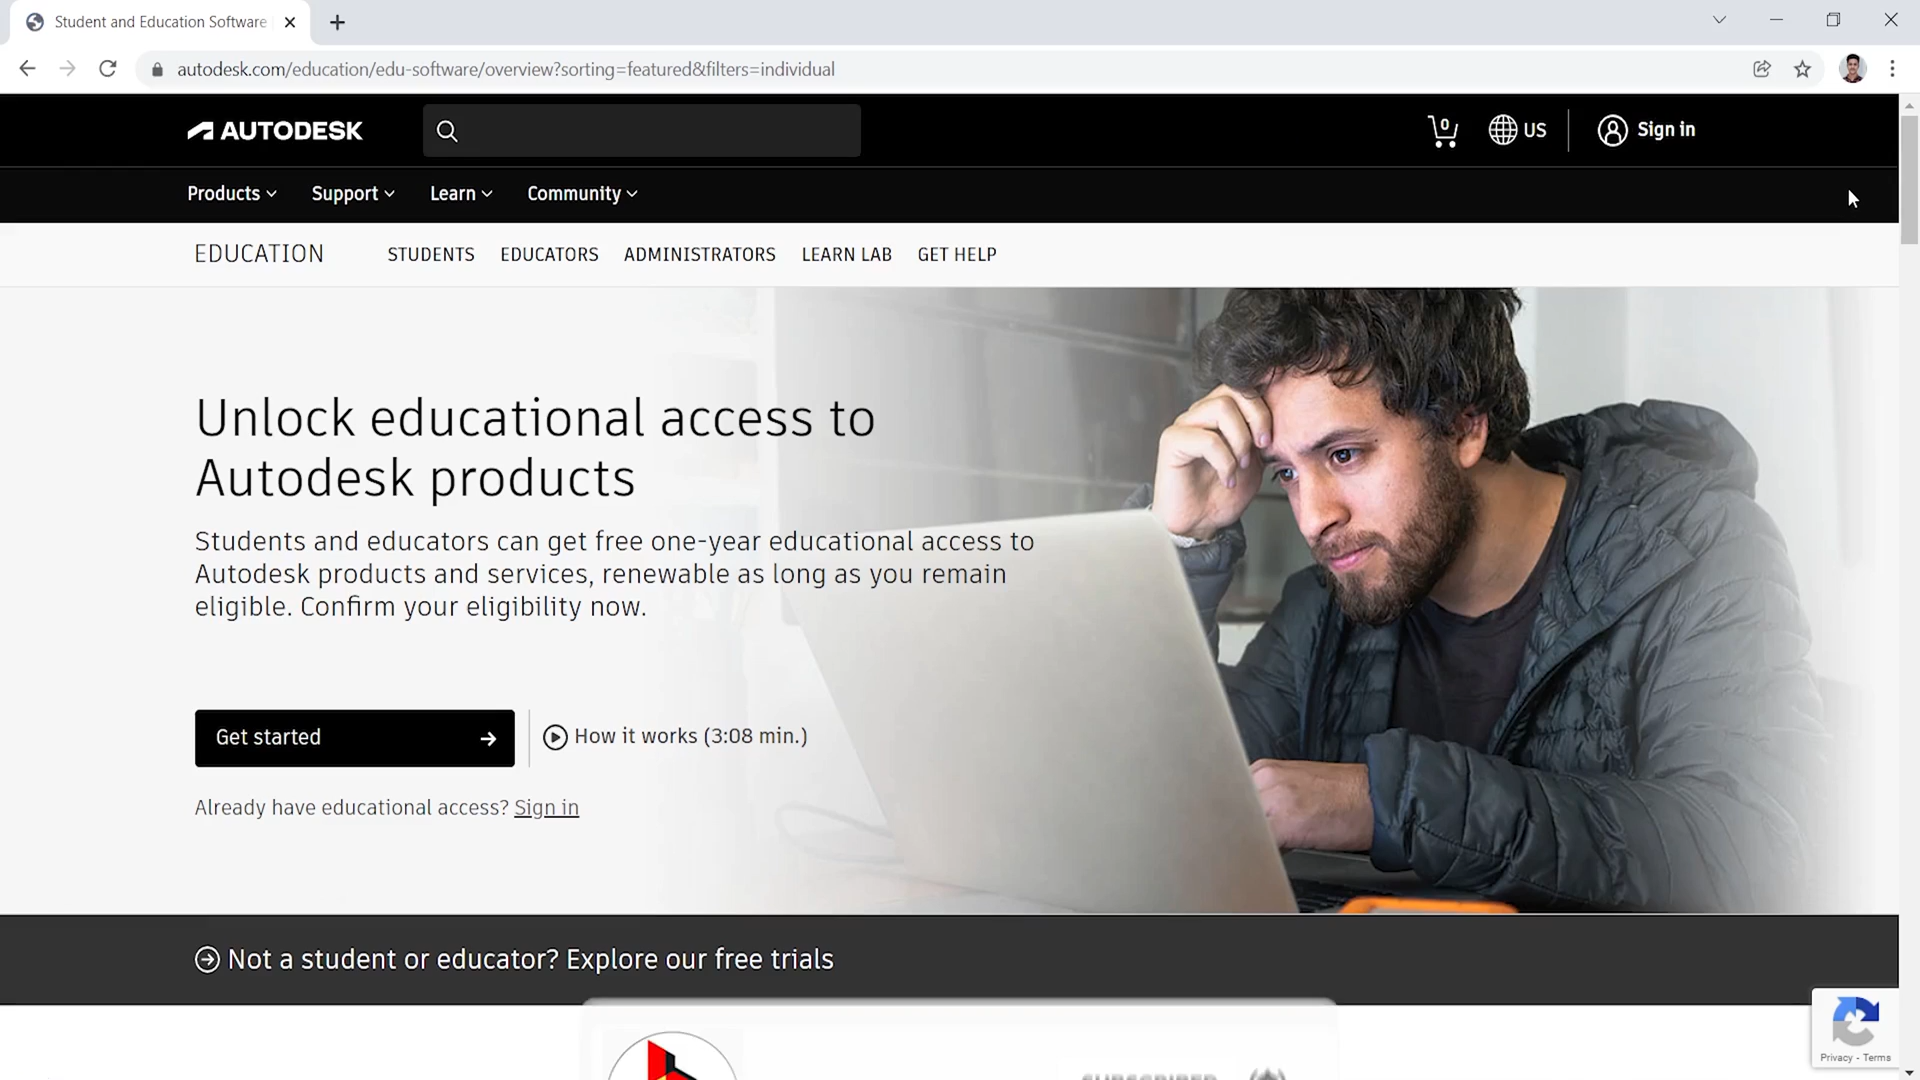 Student and Education Software
autodesk.com/education/edu-software/overview?sorting=featured&filters=individual
AUTODESK
0
US
Sign in
Products
Support
Learn
Community
EDUCATION
STUDENTS
EDUCATORS
ADMINISTRATORS
LEARN LAB
GET HELP
Unlock educational access to
Autodesk products
Students and educators can get free one-year educational access to
Autodesk products and services, renewable as long as you remain
eligible. Confirm your eligibility now.
Get started
How it works (3:08 min.)
Already have educational access? Sign in
Not a student or educator? Explore our free trials
SUBSCRIBED
Privacy - Terms